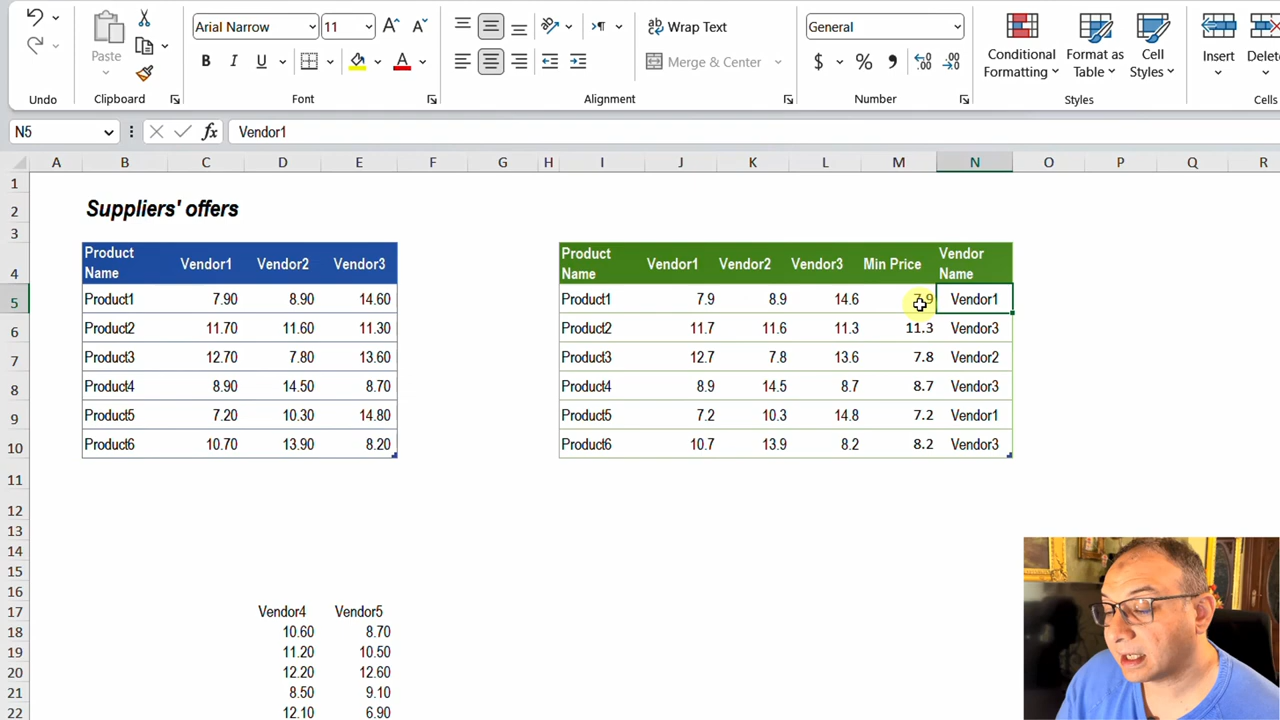 Arial Narrow 11 Wrap Text General
Paste B I U Merge & Center $ % Conditional Formatting Format as Table Cell Styles Insert Delet
Undo Clipboard Font Alignment Number Styles Cells
N5 fx Vendor1
A B C D E F G H I J K L M N O P Q R
1
2 Suppliers' offers
3
4 Product Name Vendor1 Vendor2 Vendor3 Product Name Vendor1 Vendor2 Vendor3 Min Price Vendor Name
5 Product1 7.90 8.90 14.60 Product1 7.9 8.9 14.6 7.9 Vendor1
6 Product2 11.70 11.60 11.30 Product2 11.7 11.6 11.3 11.3 Vendor3
7 Product3 12.70 7.80 13.60 Product3 12.7 7.8 13.6 7.8 Vendor2
8 Product4 8.90 14.50 8.70 Product4 8.9 14.5 8.7 8.7 Vendor3
9 Product5 7.20 10.30 14.80 Product5 7.2 10.3 14.8 7.2 Vendor1
10 Product6 10.70 13.90 8.20 Product6 10.7 13.9 8.2 8.2 Vendor3
11
12
13
14
15
16
17 Vendor4 Vendor5
18 10.60 8.70
19 11.20 10.50
20 12.20 12.60
21 8.50 9.10
22 12.10 6.90